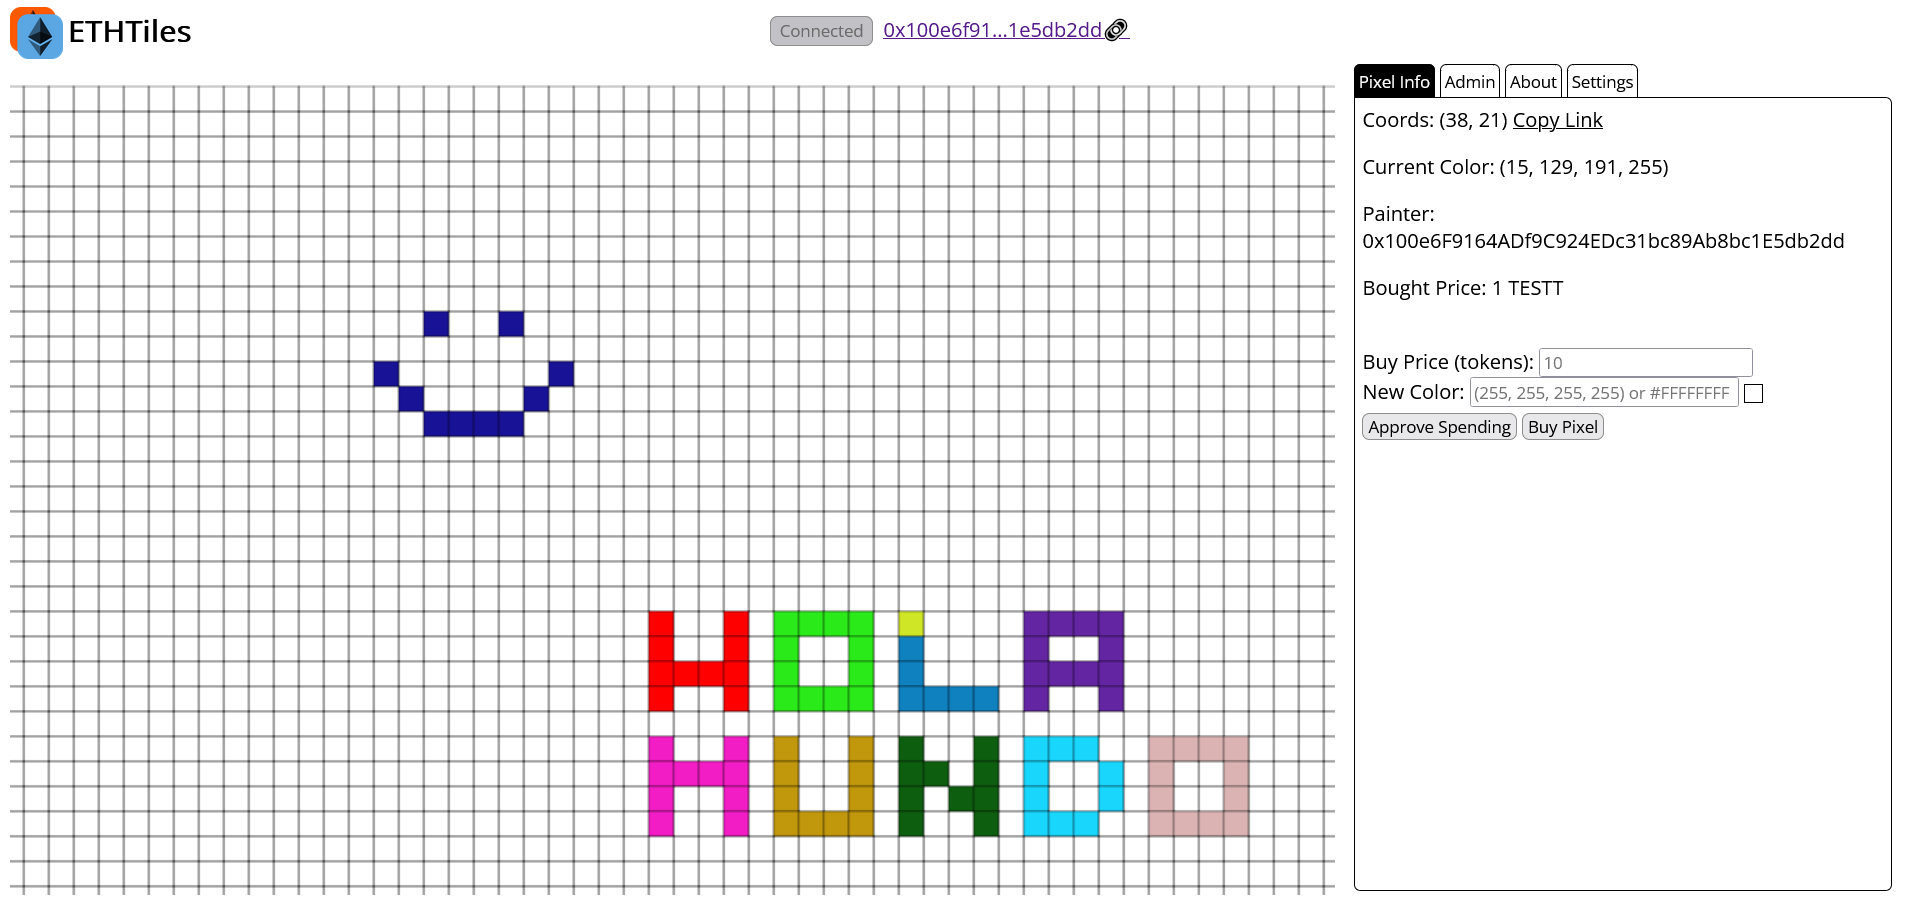 ETHTiles
Connected 0x100e6f91...1e5db2dd
Pixel Info Admin About Settings
Coords: (38, 21) Copy Link
Current Color: (15, 129, 191, 255)
Painter:
0x100e6F9164ADf9C924EDc31bc89Ab8bc1E5db2dd
Bought Price: 1 TESTT
Buy Price (tokens): 10
New Color: (255, 255, 255, 255) or #FFFFFFFF
Approve Spending Buy Pixel
HOLA
MUNDO